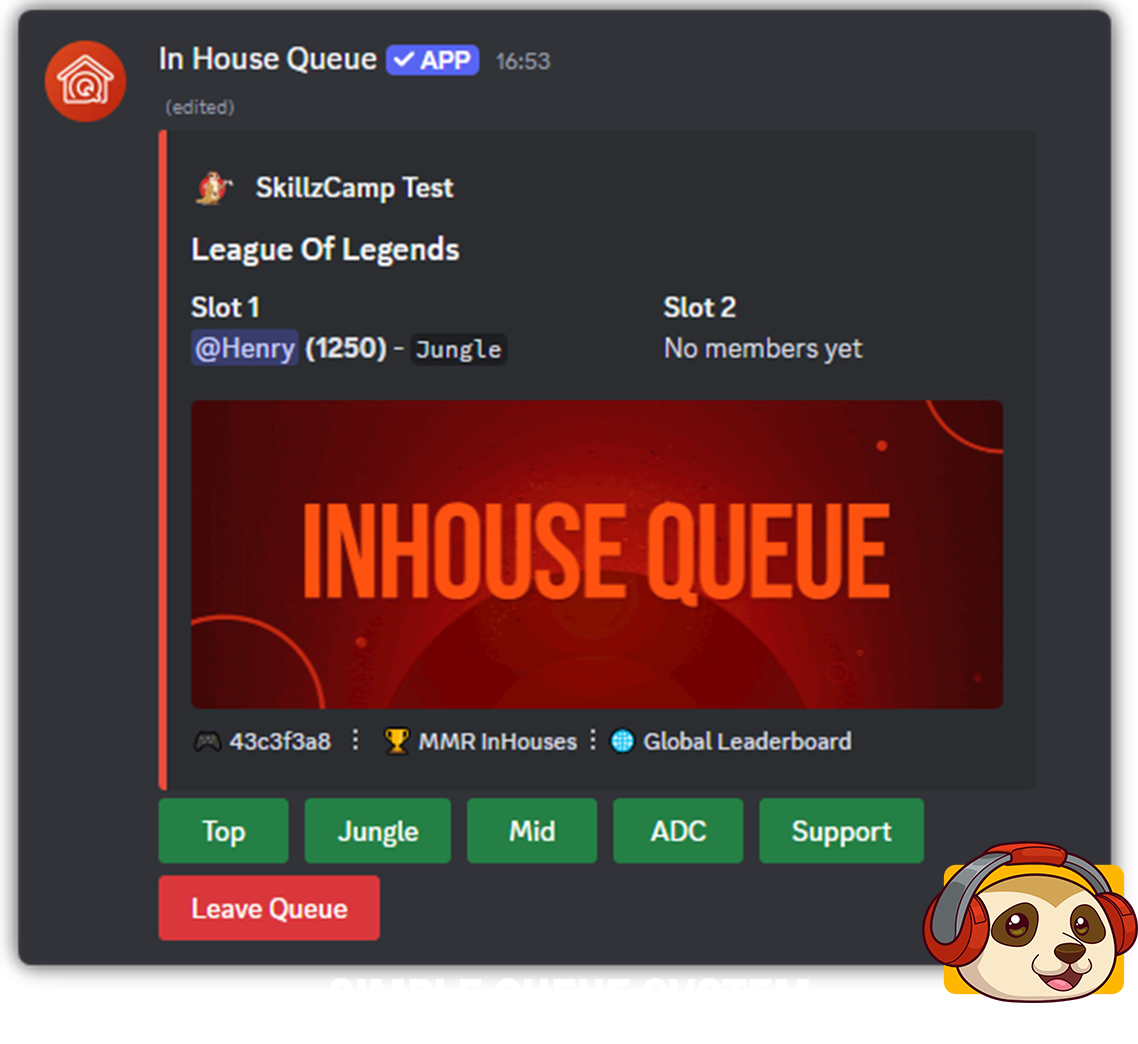 In House Queue ✓ APP 16:53
(edited)
SkillzCamp Test
League Of Legends
Slot 1 Slot 2
@Henry (1250) - Jungle No members yet
INHOUSE QUEUE
43c3f3a8 ⋮ MMR InHouses ⋮ Global Leaderboard
Top Jungle Mid ADC Support
Leave Queue
SIMPLE QUEUE SYSTEM